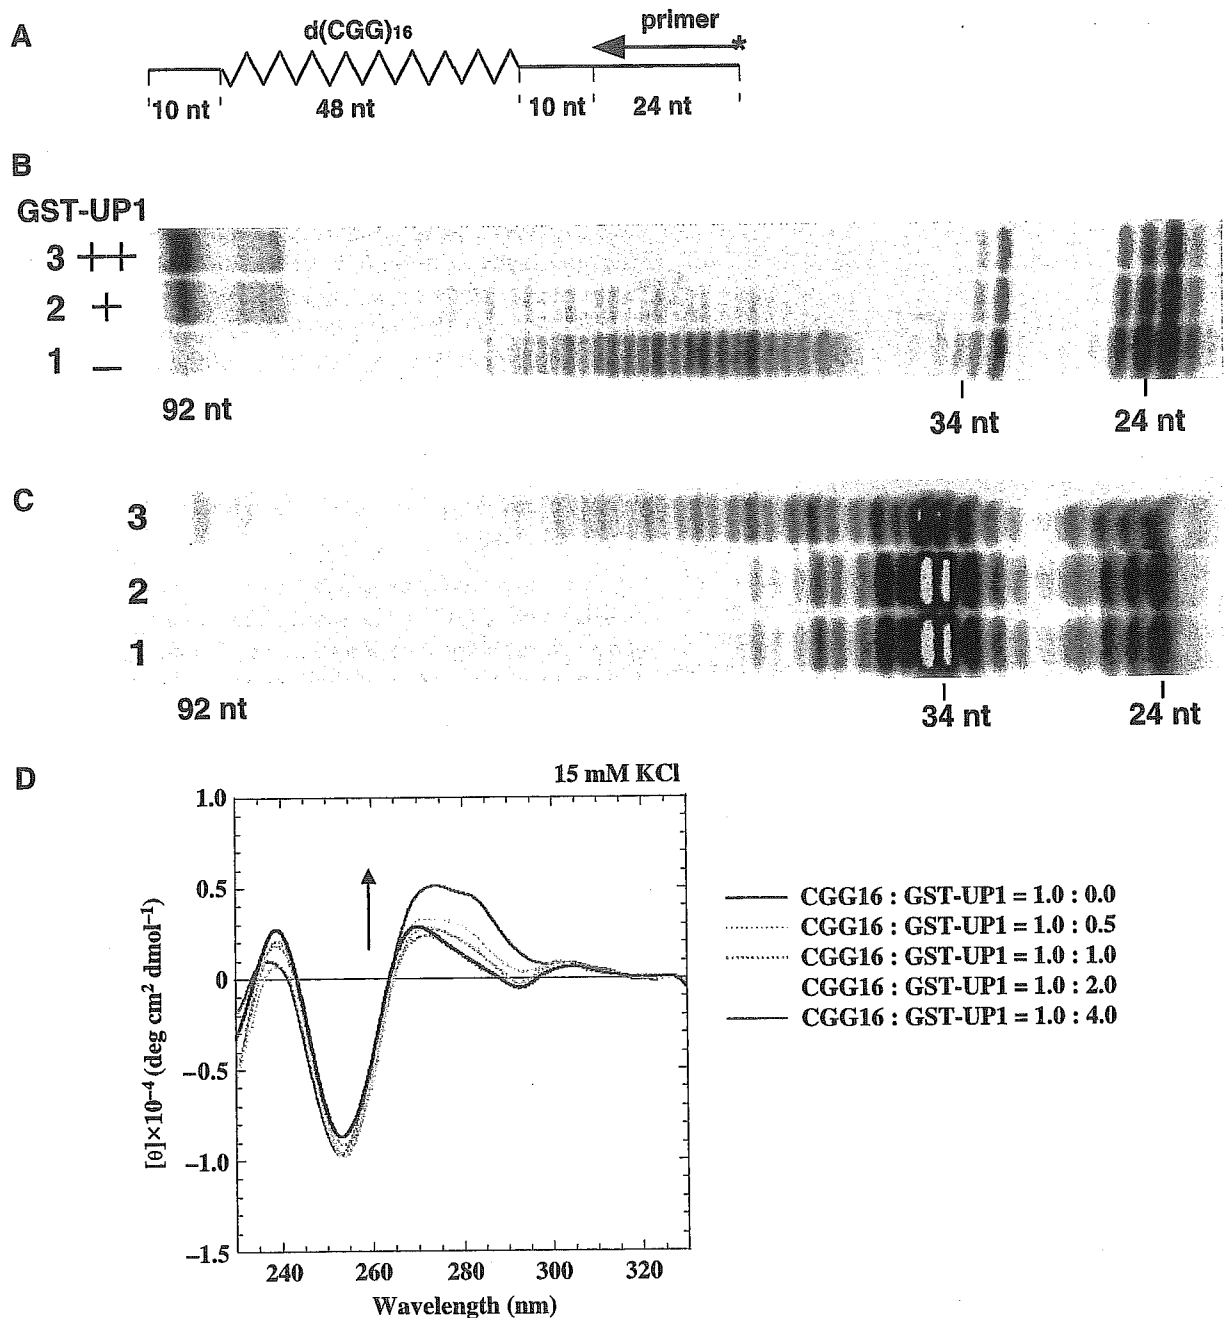 A
d(CGG)16
primer
*
10 nt
48 nt
10 nt
24 nt
B
GST-UP1
3 ++
2 +
1 −
92 nt
34 nt
24 nt
C
3
2
1
92 nt
34 nt
24 nt
D
15 mM KCl
1.0
0.5
0
−0.5
−1.0
−1.5
[θ]×10−4 (deg cm2 dmol−1)
240 260 280 300 320
Wavelength (nm)
CGG16 : GST-UP1 = 1.0 : 0.0
CGG16 : GST-UP1 = 1.0 : 0.5
CGG16 : GST-UP1 = 1.0 : 1.0
CGG16 : GST-UP1 = 1.0 : 2.0
CGG16 : GST-UP1 = 1.0 : 4.0